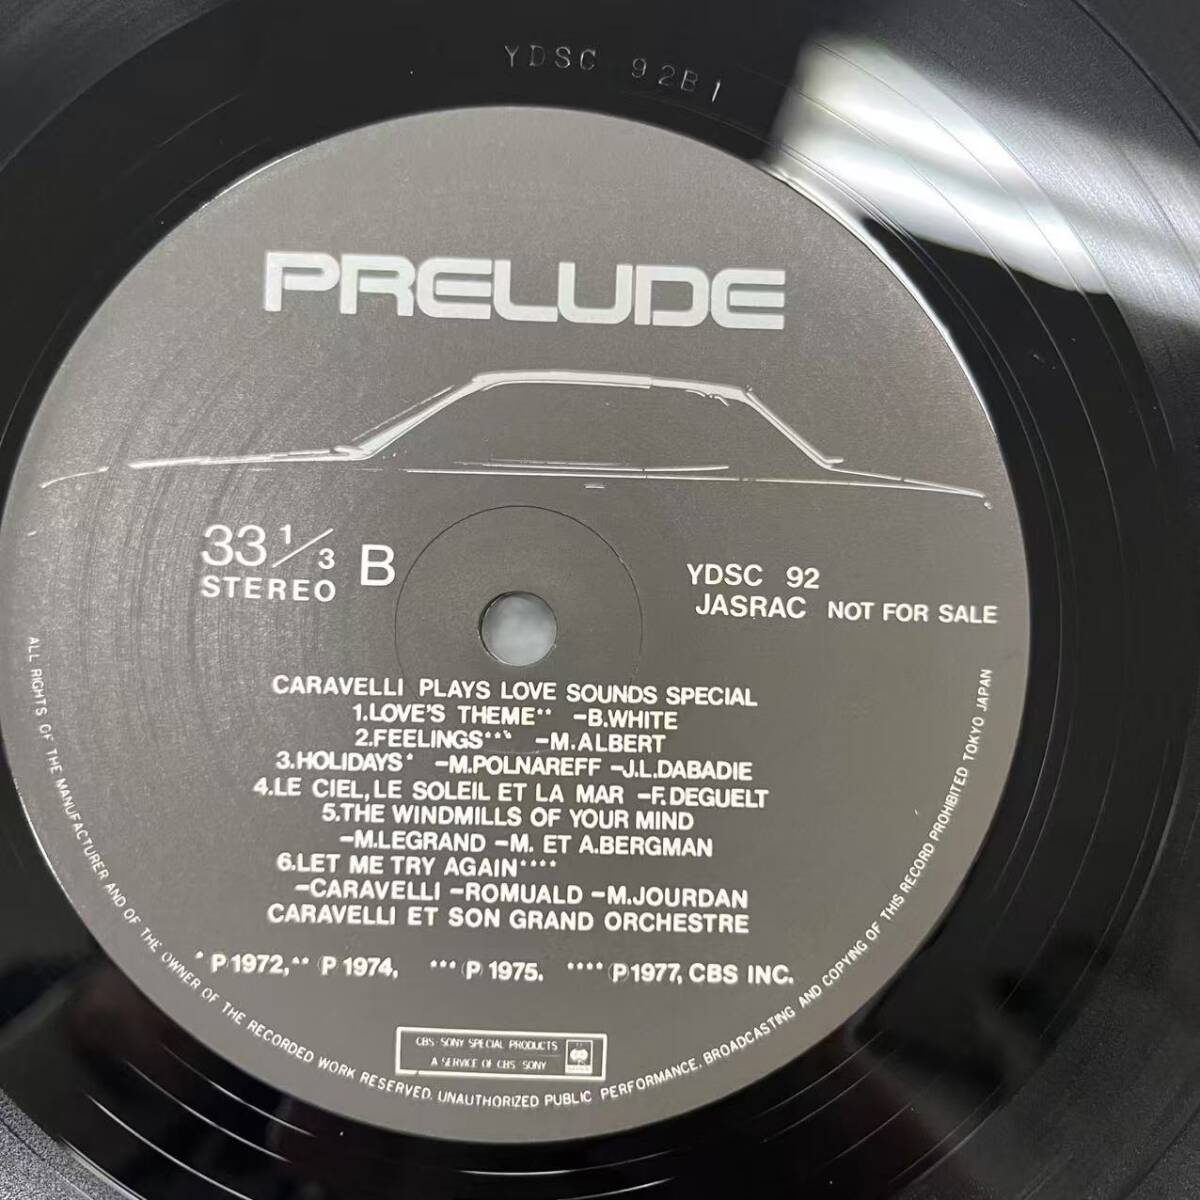 YDSC 92B1
PRELUDE
33 1/3 B
STEREO
YDSC 92
JASRAC NOT FOR SALE
CARAVELLI PLAYS LOVE SOUNDS SPECIAL
1.LOVE'S THEME** -B.WHITE
2.FEELINGS*** -M.ALBERT
3.HOLIDAYS* -M.POLNAREFF -J.L.DABADIE
4.LE CIEL, LE SOLEIL ET LA MAR -F.DEGUELT
5.THE WINDMILLS OF YOUR MIND
-M.LEGRAND -M. ET A.BERGMAN
6.LET ME TRY AGAIN****
-CARAVELLI -ROMUALD -M.JOURDAN
CARAVELLI ET SON GRAND ORCHESTRE
* P 1972, ** Ⓟ 1974, *** Ⓟ 1975. **** Ⓟ 1977, CBS INC.
CBS/SONY SPECIAL PRODUCTS
A SERVICE OF CBS/SONY
ALL RIGHTS OF THE MANUFACTURER AND OF THE OWNER OF THE RECORDED WORK RESERVED. UNAUTHORIZED PUBLIC PERFORMANCE, BROADCASTING AND COPYING OF THIS RECORD PROHIBITED TOKYO JAPAN